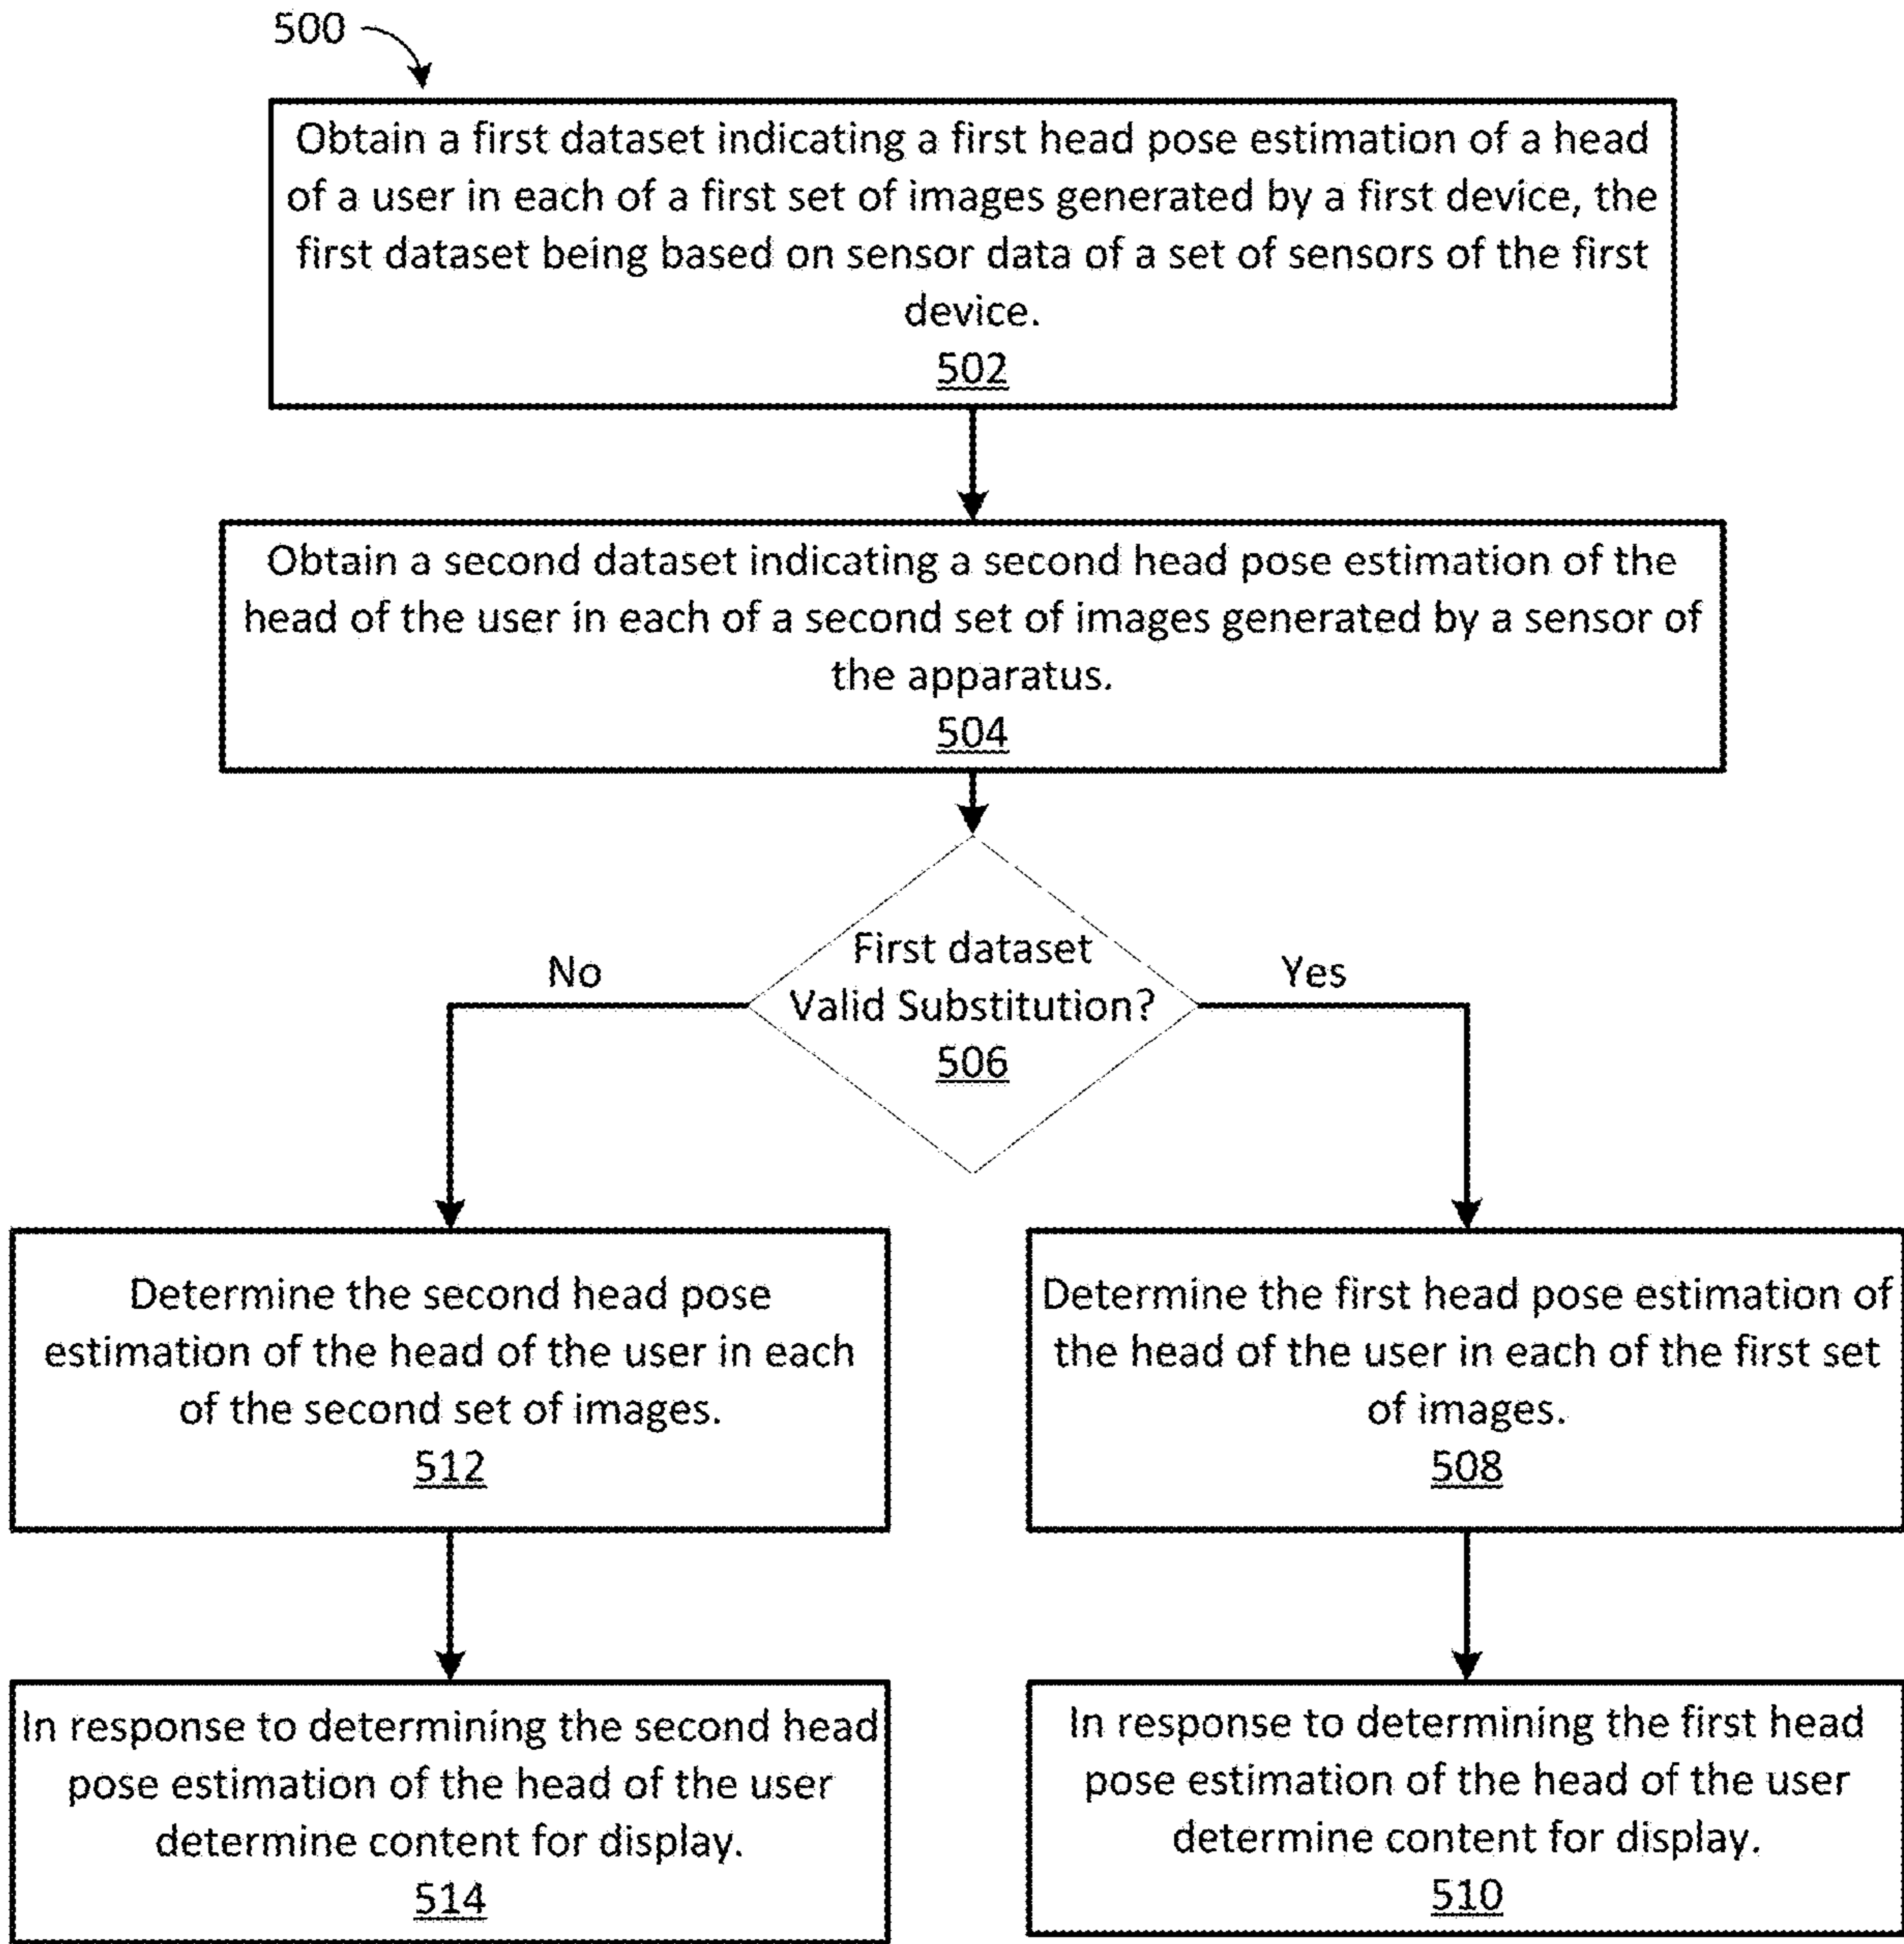 500
Obtain a first dataset indicating a first head pose estimation of a head
of a user in each of a first set of images generated by a first device, the
first dataset being based on sensor data of a set of sensors of the first
device.
502
Obtain a second dataset indicating a second head pose estimation of the
head of the user in each of a second set of images generated by a sensor of
the apparatus.
504
First dataset
Valid Substitution?
506
No
Yes
Determine the second head pose
estimation of the head of the user in each
of the second set of images.
512
Determine the first head pose estimation of
the head of the user in each of the first set
of images.
508
In response to determining the second head
pose estimation of the head of the user
determine content for display.
514
In response to determining the first head
pose estimation of the head of the user
determine content for display.
510